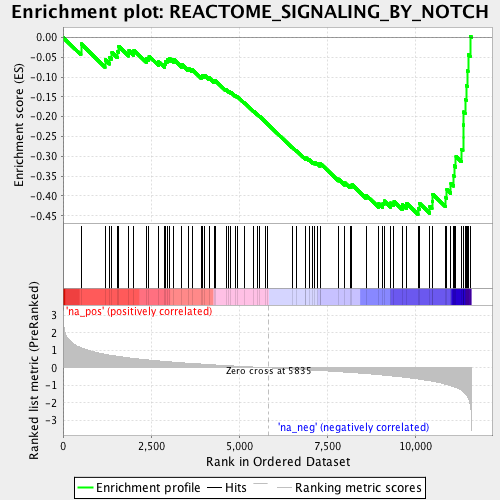 Enrichment plot: REACTOME_SIGNALING_BY_NOTCH
Enrichment score (ES)
0.00
-0.05
-0.10
-0.15
-0.20
-0.25
-0.30
-0.35
-0.40
-0.45
'na_pos' (positively correlated)
Ranked list metric (PreRanked)
3
2
1
0
-1
-2
-3
Zero cross at 5835
'na_neg' (negatively correlated)
0
2,500
5,000
7,500
10,000
Rank in Ordered Dataset
Enrichment profile
Hits
Ranking metric scores